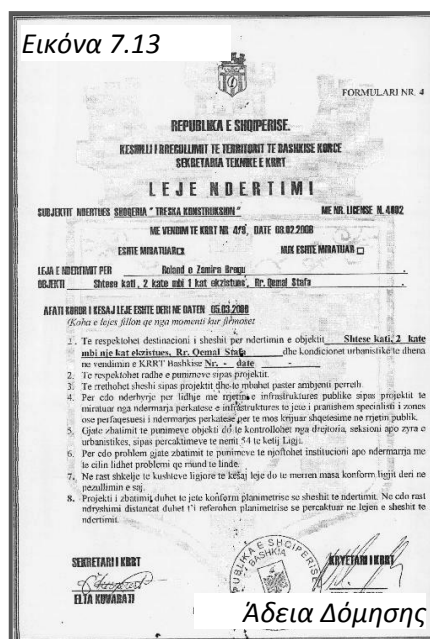 Εικόνα 7.13
FORMULARI NR. 4
REPUBLIKA E SHQIPERISE.
KESHILLI I RREGULLIMIT TE TERRITORIT TE BASHKISE KORCE
SEKRETARIA TEKNIKE E KRRT
LEJE NDERTIMI
SUBJEKTIT NDERTUES SHOQERIA " TRESKA KONSTRUKSION " ME NR. LICENSE N. 4802
ME VENDIM TE KRRT NR 4/9, DATE 08.02.2008
ESHTE MIRATUAR NUK ESHTE MIRATUAR
LEJA E NDERTIMIT PER Roland e Zamira Bregu
OBJEKTI Shtese kati, 2 kate mbi 1 kat ekzistues, Rr. Qemal Stafa
AFATI KOHOR I KESAJ LEJE ESHTE DERI NE DATEN 05.03.2009
(Koha e lejes fillon qe nga momenti kur firmoset
1. Te respektohet destinacioni i sheshit per ndertimin e objektit Shtese kati, 2 kate
mbi nje kat ekzistues, Rr. Qemal Stafa dhe kondicionet urbanistike te dhena
ne vendimin e KRRT Bashkise Nr. - date -
2. Te respektohet radhe e punimeve sipas projektit.
3. Te rrethohet sheshi sipas projektit dhe te mbahet paster ambjenti perreth.
4. Per cdo nderhyrje per lidhje me rrjetin e infrastruktures publike sipas projektit te
miratuar nga ndermarja perkatese e infrastruktures te jete i pranishem specialisti i zones
ose perfaqesuesi i ndermarjes perkatese per te mos krijuar shqetesime ne rrjetin publik.
5. Gjate zbatimit te punimeve objekti do te kontrollohet nga drejtoria, seksioni apo zyra e
urbanistikes, sipas percaktimeve te nenit 54 te ketij Ligji.
6. Per cdo problem gjate zbatimit te punimeve te njoftohet institucioni apo ndermarja me
te cilin lidhet problemi qe mund te linde.
7. Ne rast shkelje te kushteve ligjore te kesaj leje do te merren masa konform ligjit deri ne
pezullimin e saj.
8. Projekti i zbatimit duhet te jete konform planimetrise se sheshit te ndertimit. Ne cdo rast
ndryshimi distancat duhet t'i referohen planimetrise se percaktuar ne lejen e sheshit te
ndertimit.
SEKRETARI I KRRT KRYETARI I KRRT
REPUBLIKA E SHQIPERISE
BASHKIA
Άδεια Δόμησης